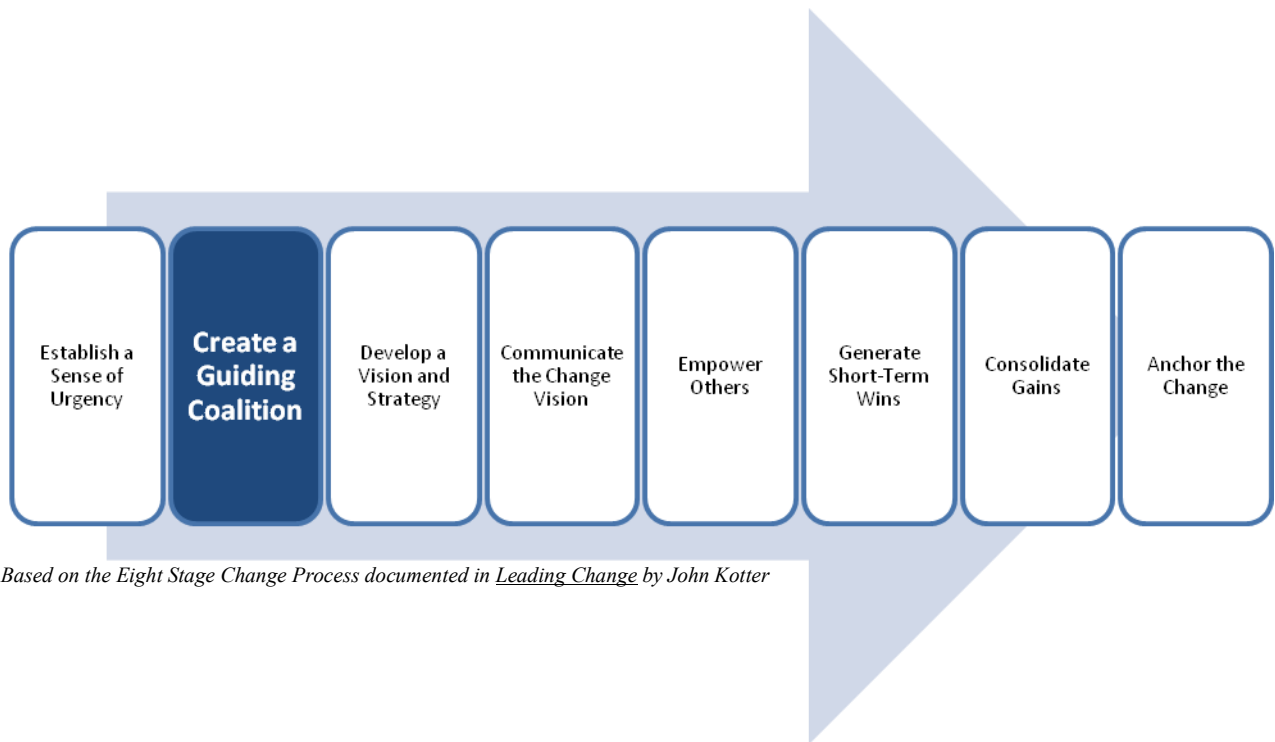 Establish a
Sense of
Urgency
Create a
Guiding
Coalition
Develop a
Vision and
Strategy
Communicate
the Change
Vision
Empower
Others
Generate
Short-Term
Wins
Consolidate
Gains
Anchor the
Change
Based on the Eight Stage Change Process documented in Leading Change by John Kotter